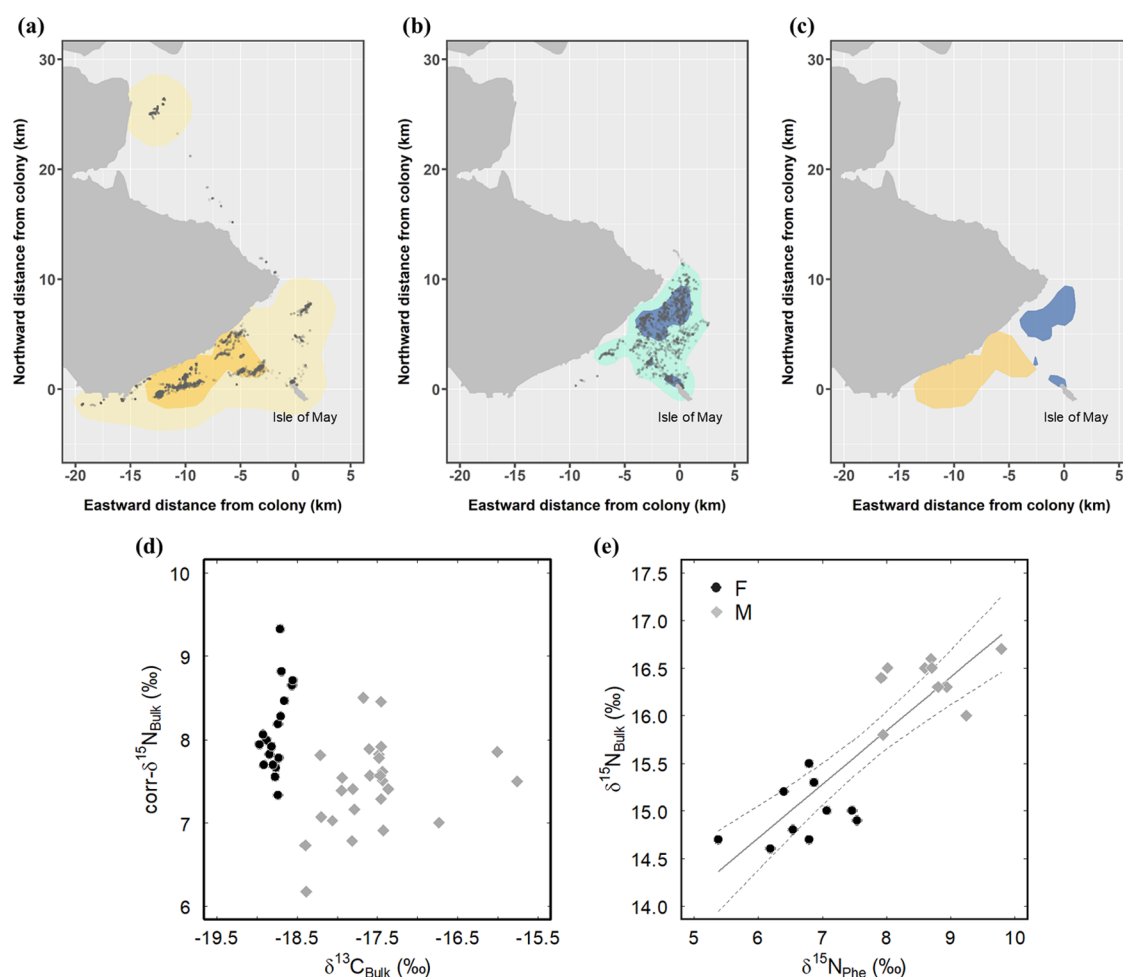 (a)
(b)
(c)
30
20
10
0
Northward distance from colony (km)
Isle of May
-20 -15 -10 -5 0 5
Eastward distance from colony (km)
30
20
10
0
Northward distance from colony (km)
Isle of May
-20 -15 -10 -5 0 5
Eastward distance from colony (km)
30
20
10
0
Northward distance from colony (km)
Isle of May
-20 -15 -10 -5 0 5
Eastward distance from colony (km)
(d)
10
9
8
7
6
corr-δ¹⁵N_Bulk (‰)
-19.5 -18.5 -17.5 -16.5 -15.5
δ¹³C_Bulk (‰)
(e)
F
M
17.5
17.0
16.5
16.0
15.5
15.0
14.5
14.0
δ¹⁵N_Bulk (‰)
5 6 7 8 9 10
δ¹⁵N_Phe (‰)